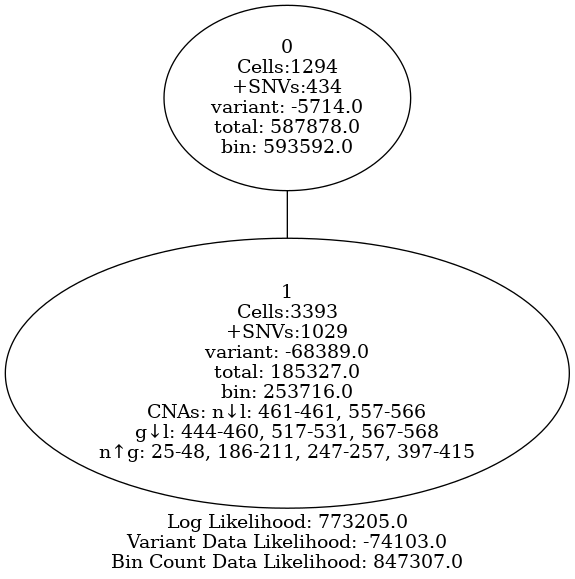 0
Cells:1294
+SNVs:434
variant: -5714.0
total: 587878.0
bin: 593592.0
1
Cells:3393
+SNVs:1029
variant: -68389.0
total: 185327.0
bin: 253716.0
CNAs: n↓l: 461-461, 557-566
g↓l: 444-460, 517-531, 567-568
n↑g: 25-48, 186-211, 247-257, 397-415
Log Likelihood: 773205.0
Variant Data Likelihood: -74103.0
Bin Count Data Likelihood: 847307.0